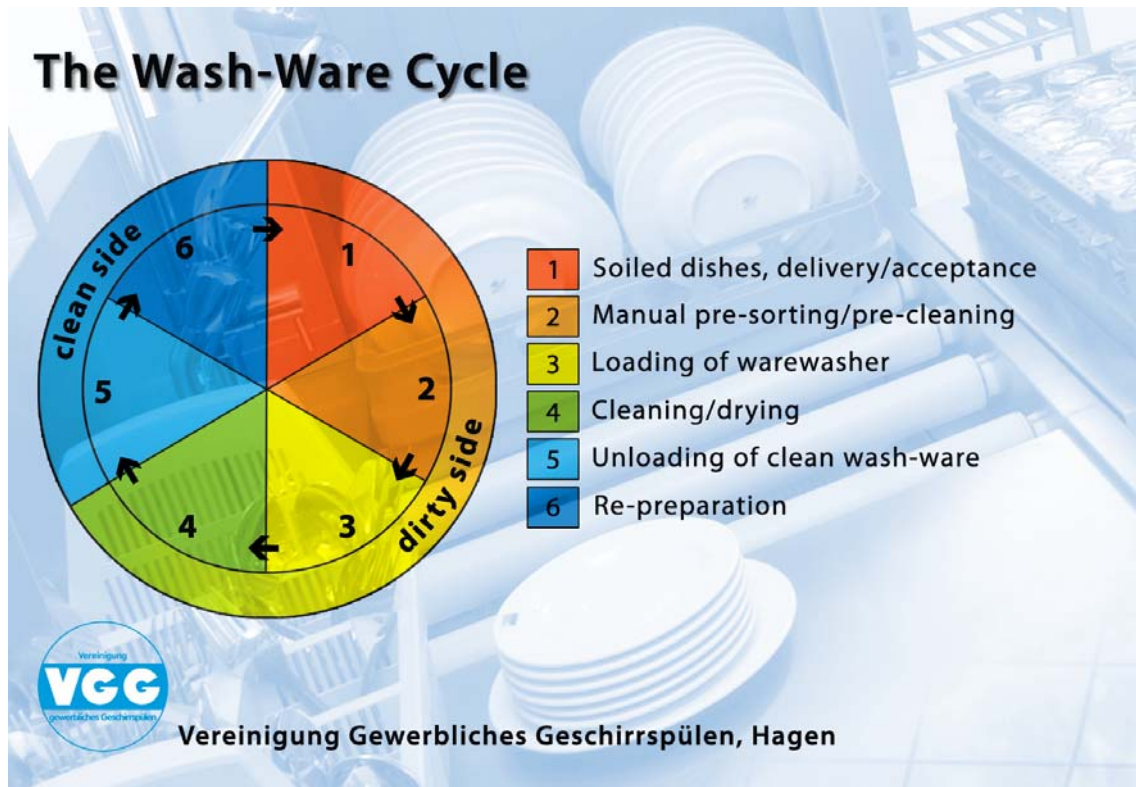 The Wash-Ware Cycle
clean side
dirty side
1
2
3
4
5
6
1 Soiled dishes, delivery/acceptance
2 Manual pre-sorting/pre-cleaning
3 Loading of warewasher
4 Cleaning/drying
5 Unloading of clean wash-ware
6 Re-preparation
Vereinigung
VGG
gewerbliches Geschirrspülen
Vereinigung Gewerbliches Geschirrspülen, Hagen